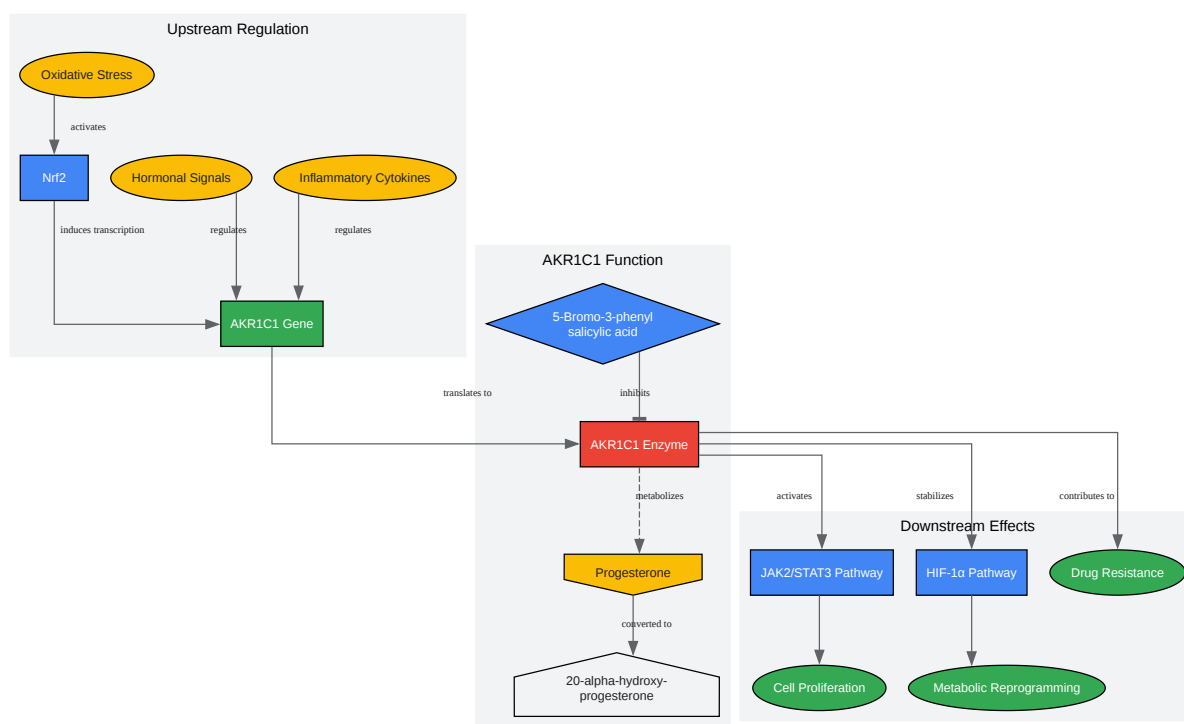 Upstream Regulation
Oxidative Stress
activates
Nrf2
Hormonal Signals
Inflammatory Cytokines
induces transcription
regulates
regulates
AKR1C1 Gene
translates to
AKR1C1 Function
5-Bromo-3-phenyl
salicylic acid
inhibits
AKR1C1 Enzyme
metabolizes
Progesterone
converted to
20-alpha-hydroxy-
progesterone
activates
stabilizes
contributes to
Downstream Effects
JAK2/STAT3 Pathway
HIF-1α Pathway
Drug Resistance
Cell Proliferation
Metabolic Reprogramming